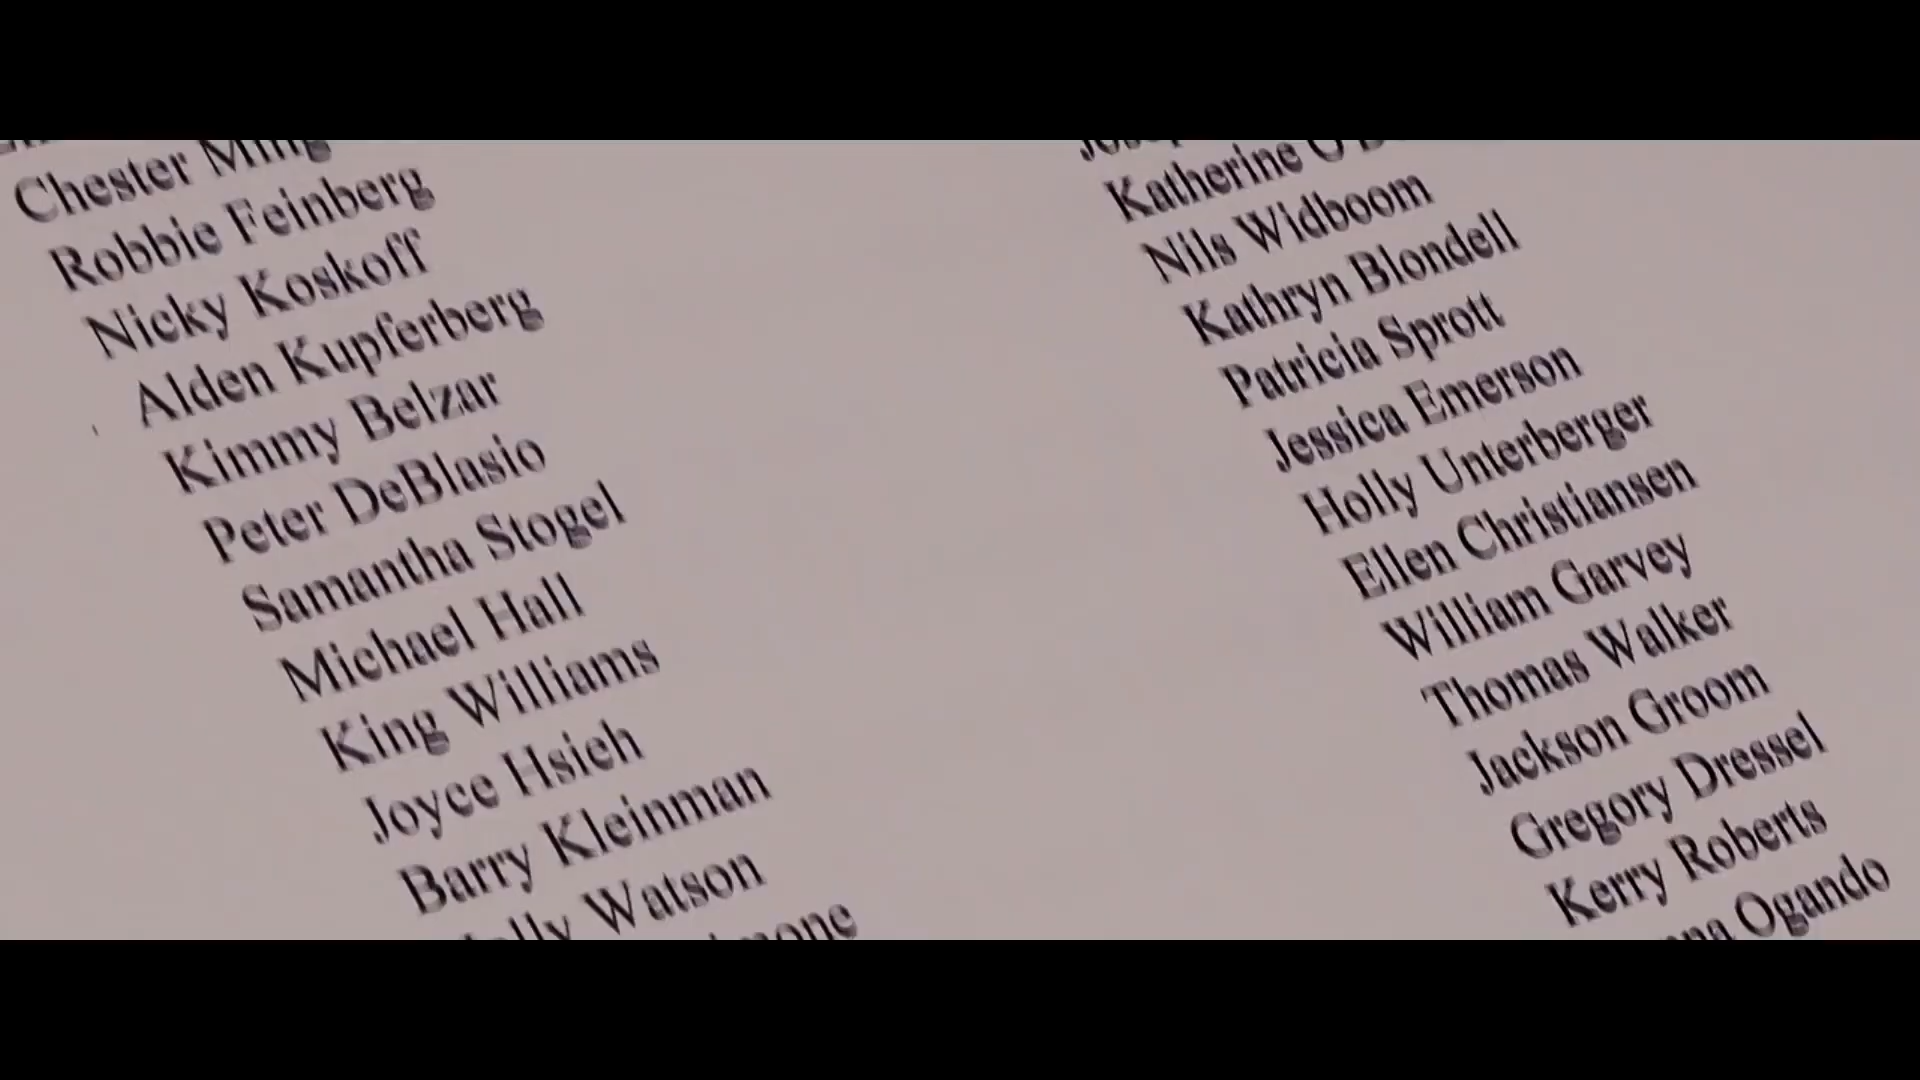 Chester Ming
Robbie Feinberg
Nicky Koskoff
Alden Kupferberg
Kimmy Belzar
Peter DeBlasio
Samantha Stogel
Michael Hall
King Williams
Joyce Hsieh
Barry Kleinman
Watson
Katherine
Nils Widboom
Kathryn Blondell
Patricia Sprott
Jessica Emerson
Holly Unterberger
Ellen Christiansen
William Garvey
Thomas Walker
Jackson Groom
Gregory Dressel
Kerry Roberts
Ogando